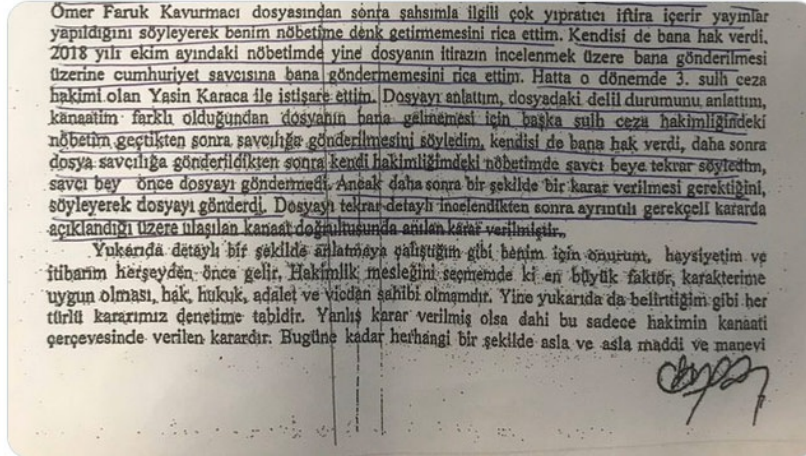 Ömer Faruk Kavurmacı dosyasından sonra şahsımla ilgili çok yıpratıcı iftira içerir yayınlar
yapıldığını söyleyerek benim nöbetime denk getirmemesini rica ettim. Kendisi de bana hak verdi.
2018 yılı ekim ayındaki nöbetimde yine dosyanın itirazın incelenmek üzere bana gönderilmesi
üzerine cumhuriyet savcısına bana göndermemesini rica ettim. Hatta o dönemde 3. sulh ceza
hakimi olan Yasin Karaca ile istişare ettim. Dosyayı anlattım, dosyadaki delil durumunu anlattım,
kanaatim farklı olduğundan dosyanın bana gelmemesi için başka sulh ceza hakimliğindeki
nöbetim geçtikten sonra savcılığa gönderilmesini söyledim, kendisi de bana hak verdi, daha sonra
dosya savcılığa gönderildikten sonra kendi hakimliğimdeki nöbetimde savcı beye tekrar söyledim,
savcı bey önce dosyayı göndermedi. Ancak daha sonra bir şekilde bir karar verilmesi gerektiğini,
söyleyerek dosyayı gönderdi. Dosyayı tekrar detaylı incelendikten sonra ayrıntılı gerekçeli kararda
açıklandığı üzere ulaşılan kanaat doğrultusunda anılan karar verilmiştir.
Yukarıda detaylı bir şekilde anlatmaya çalıştığım gibi benim için onurum, haysiyetim ve
itibarım herşeyden önce gelir. Hakimlik mesleğini seçmemde ki en büyük faktör, karakterime
uygun olması, hak, hukuk, adalet ve vicdan sahibi olmamdır. Yine yukarıda da belirttiğim gibi her
türlü kararımız denetime tabidir. Yanlış karar verilmiş olsa dahi bu sadece hakimin kanaati
çerçevesinde verilen karardır. Bugüne kadar herhangi bir şekilde asla ve asla maddi ve manevi